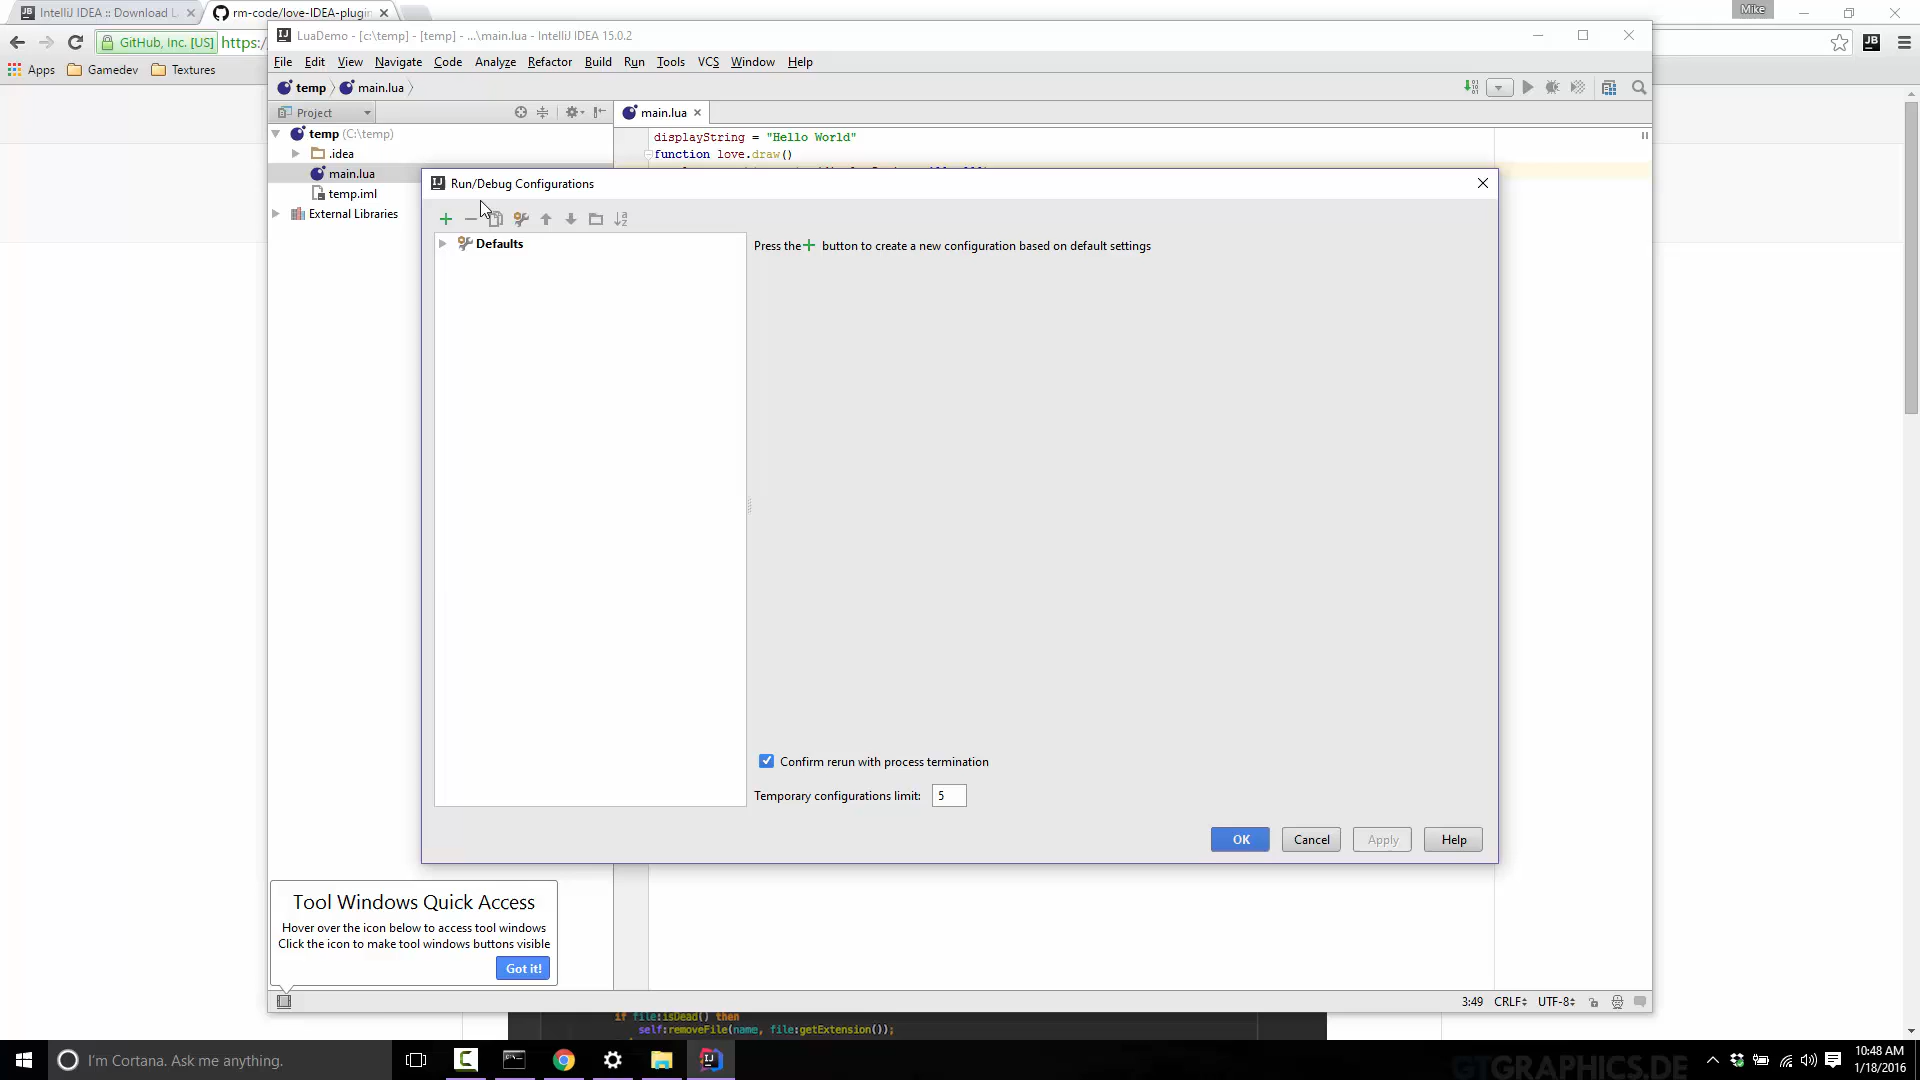 IntelliJ IDEA :: Download L
rm-code/love-IDEA-plugin
Mike
GitHub, Inc. [US]
https:/
Apps
Gamedev
Textures
LuaDemo - [c:\temp] - [temp] - ...\main.lua - IntelliJ IDEA 15.0.2
File Edit View Navigate Code Analyze Refactor Build Run Tools VCS Window Help
temp
main.lua
Project
main.lua
temp (C:\temp)
.idea
main.lua
temp.iml
External Libraries
displayString = "Hello World"
function love.draw()
Run/Debug Configurations
Defaults
Press the + button to create a new configuration based on default settings
Confirm rerun with process termination
Temporary configurations limit: 5
OK
Cancel
Apply
Help
Tool Windows Quick Access
Hover over the icon below to access tool windows
Click the icon to make tool windows buttons visible
Got it!
3:49 CRLF UTF-8
if file:isDead() then
self:removeFile(name, file:getExtension());
I'm Cortana. Ask me anything.
GTGRAPHICS.DE
10:48 AM
1/18/2016